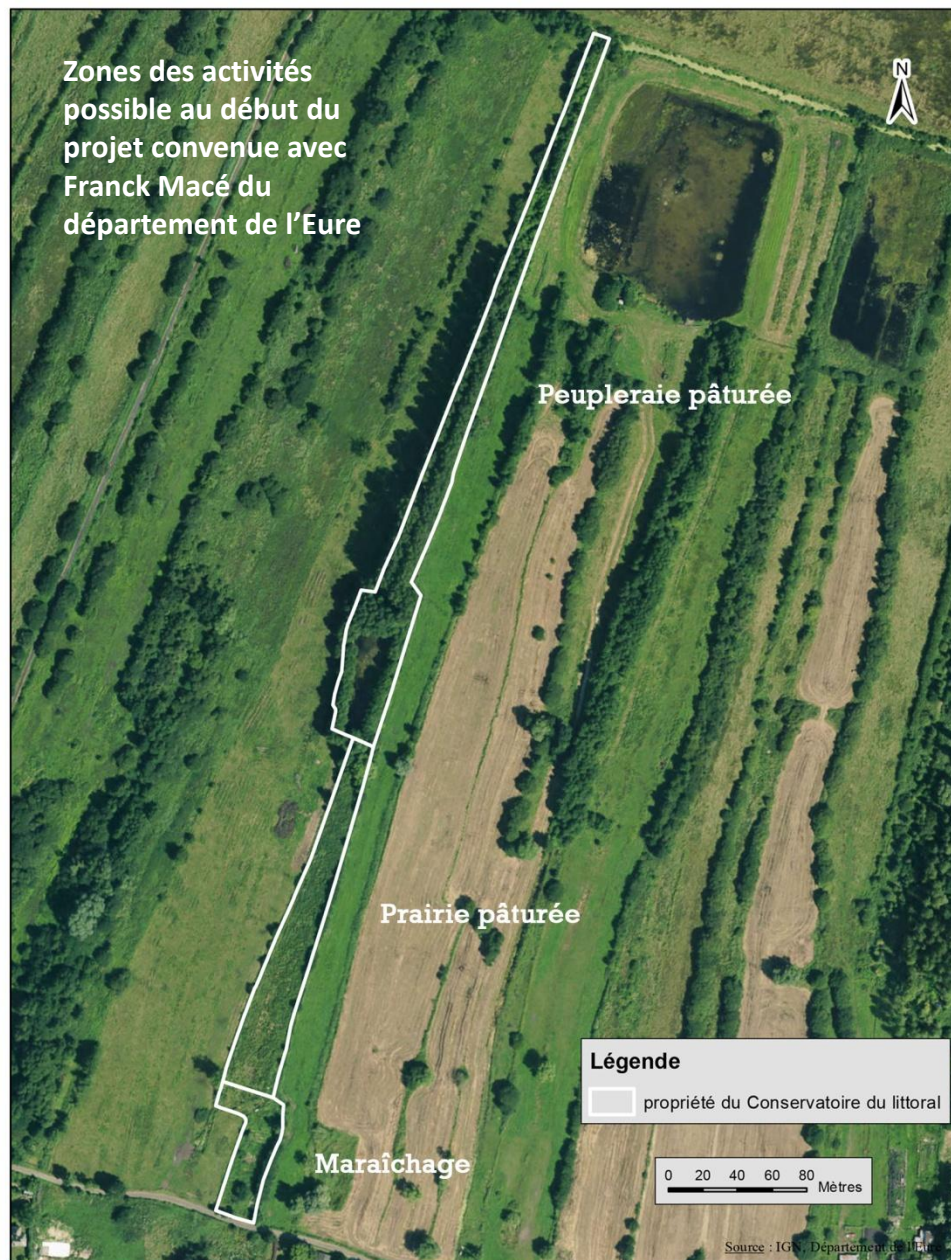 Zones des activités
possible au début du
projet convenue avec
Franck Macé du
département de l'Eure
N
Peupleraie pâturée
Prairie pâturée
Légende
propriété du Conservatoire du littoral
Maraîchage
0 20 40 60 80
Mètres
Source : IGN, Département de l'Eure